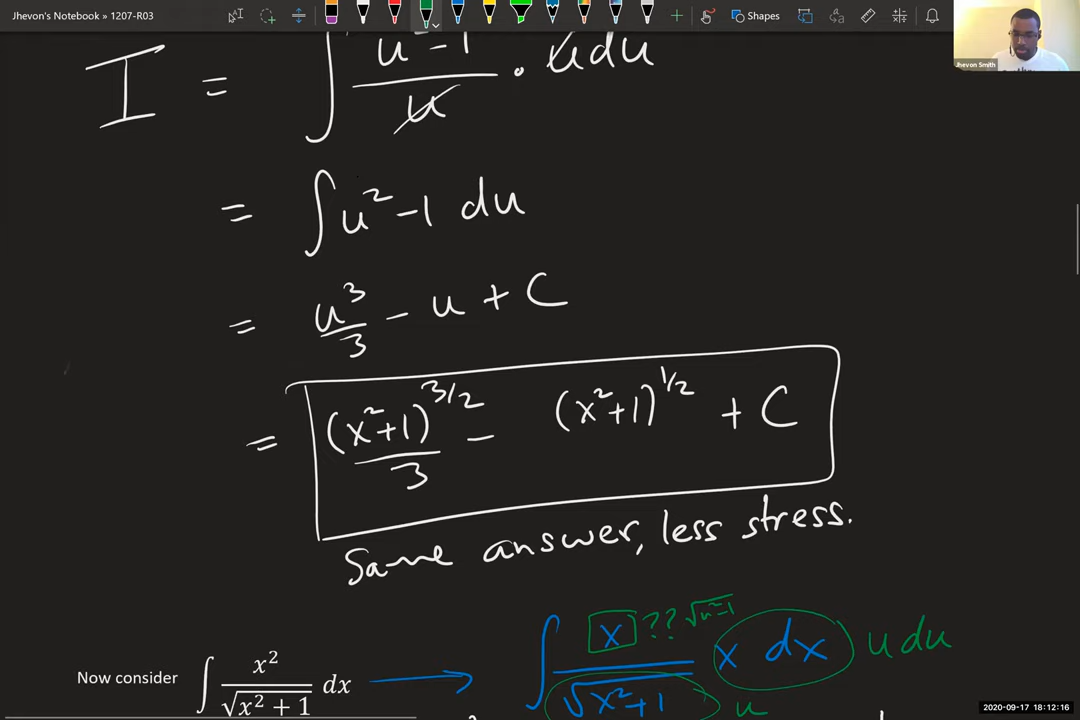 Jhevon's Notebook » 1207-R03
Shapes
Jhevon Smith
I = ∫ u²-1 / u · u du
= ∫ u² - 1 du
= u³/3 - u + C
= (x²+1)^3/2 / 3 - (x²+1)^1/2 + C
Same answer, less stress.
Now consider ∫ x² / √(x² + 1) dx → ∫ x / √(x²+1) x dx
?? √(u²-1) u du
u
2020-09-17 18:12:16